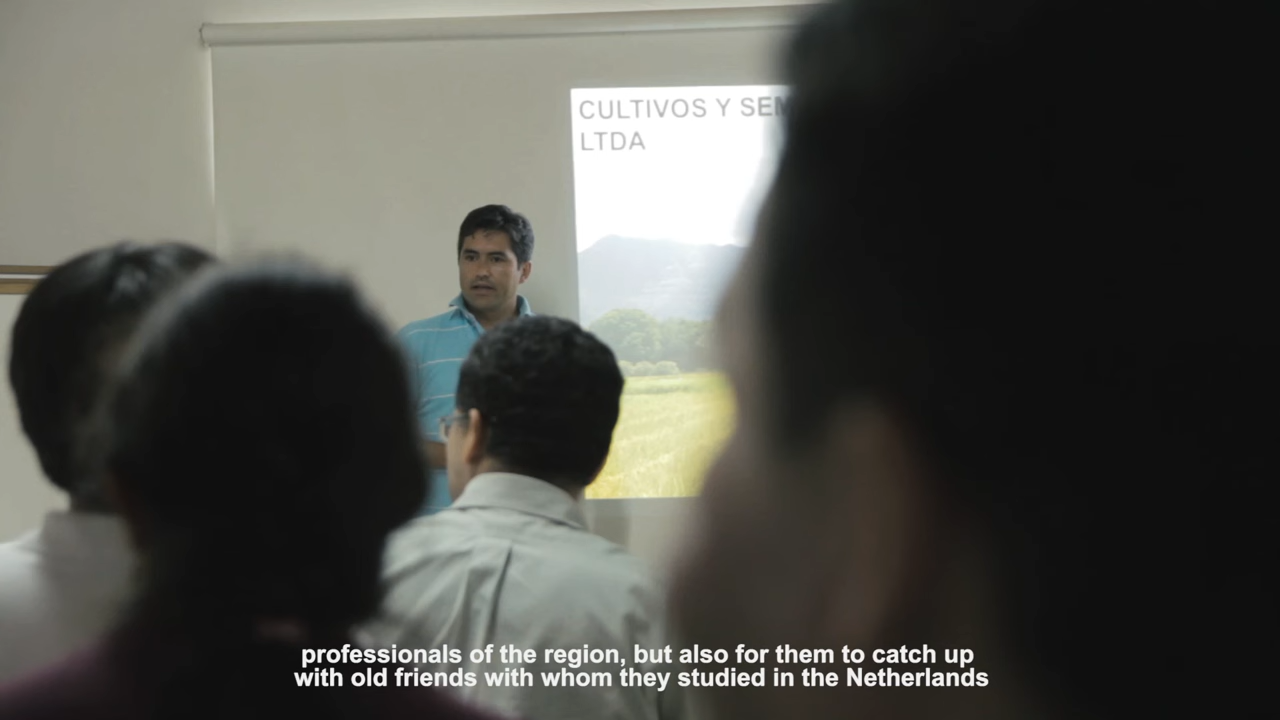 CULTIVOS Y
LTDA
professionals of the region, but also for them to catch up
with old friends with whom they studied in the Netherlands